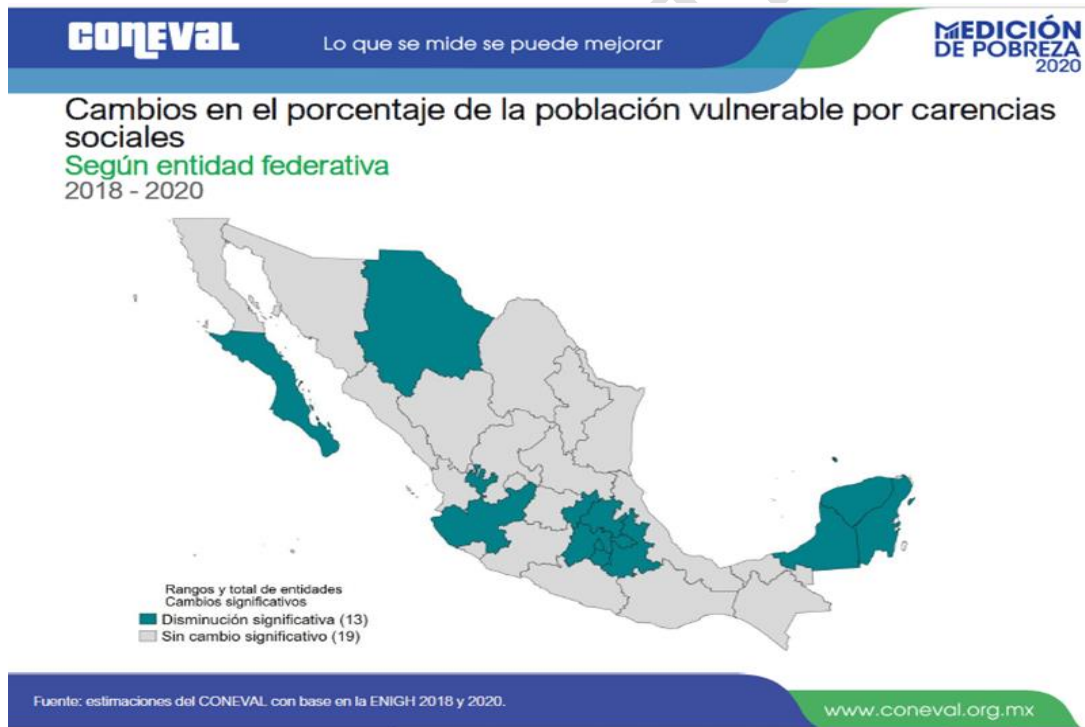 CONEVAL
Lo que se mide se puede mejorar
MEDICIÓN
DE POBREZA
2020
Cambios en el porcentaje de la población vulnerable por carencias
sociales
Según entidad federativa
2018 - 2020
Rangos y total de entidades
Cambios significativos
Disminución significativa (13)
Sin cambio significativo (19)
Fuente: estimaciones del CONEVAL con base en la ENIGH 2018 y 2020.
www.coneval.org.mx